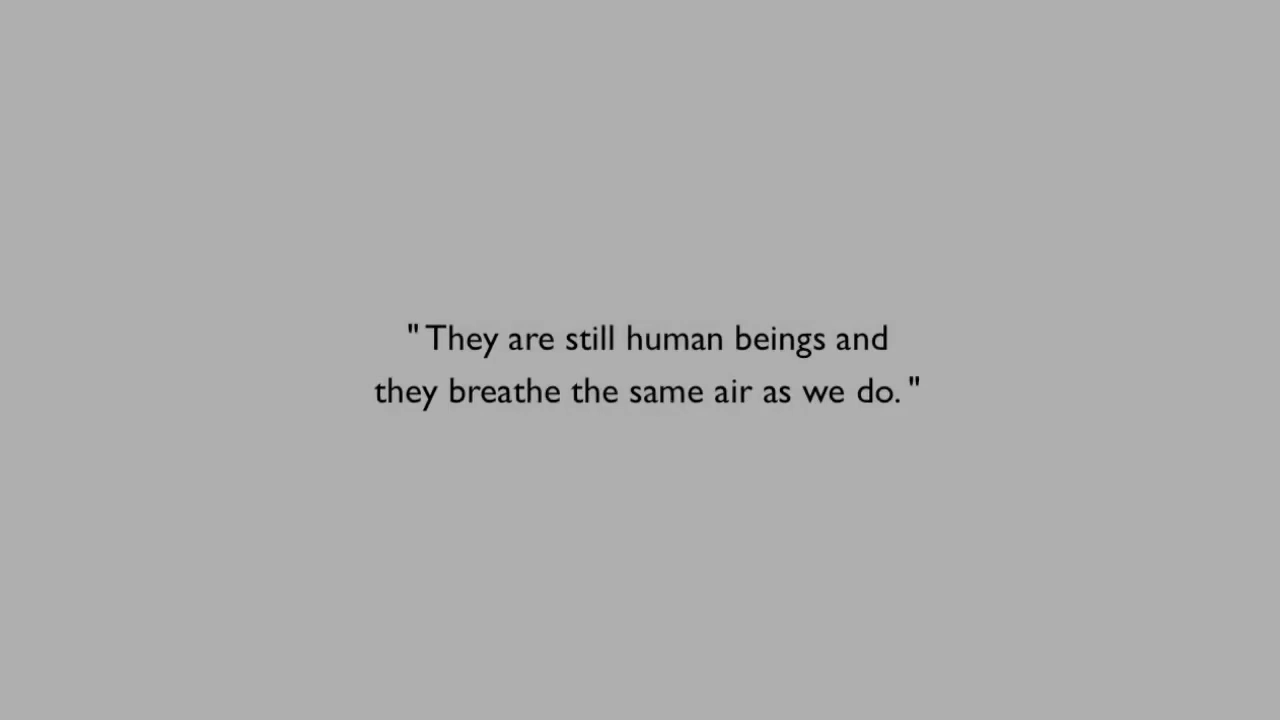 " They are still human beings and
they breathe the same air as we do. "